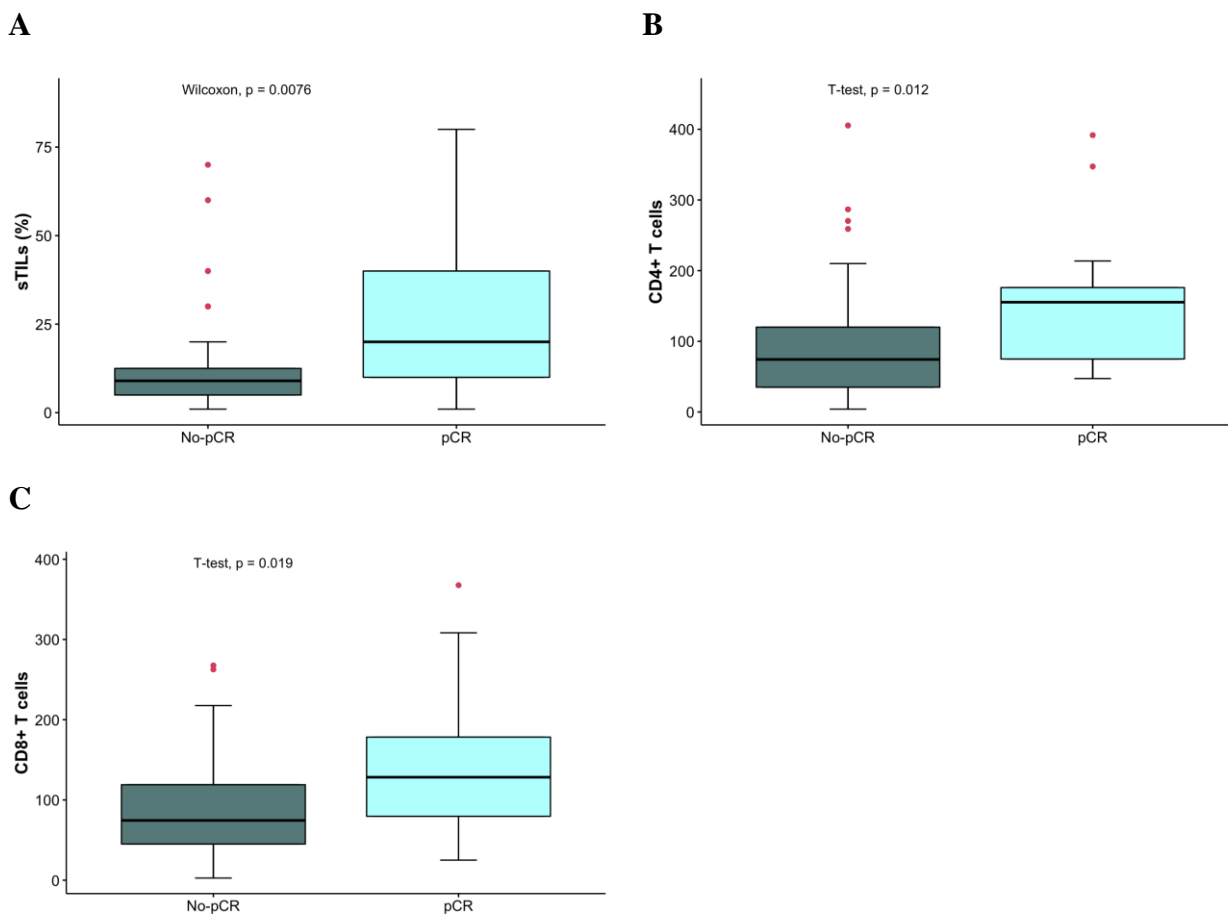 A
Wilcoxon, p = 0.0076
75
50
25
0
sTILs (%)
No-pCR pCR
B
T-test, p = 0.012
400
300
200
100
0
CD4+ T cells
No-pCR pCR
C
T-test, p = 0.019
400
300
200
100
0
CD8+ T cells
No-pCR pCR